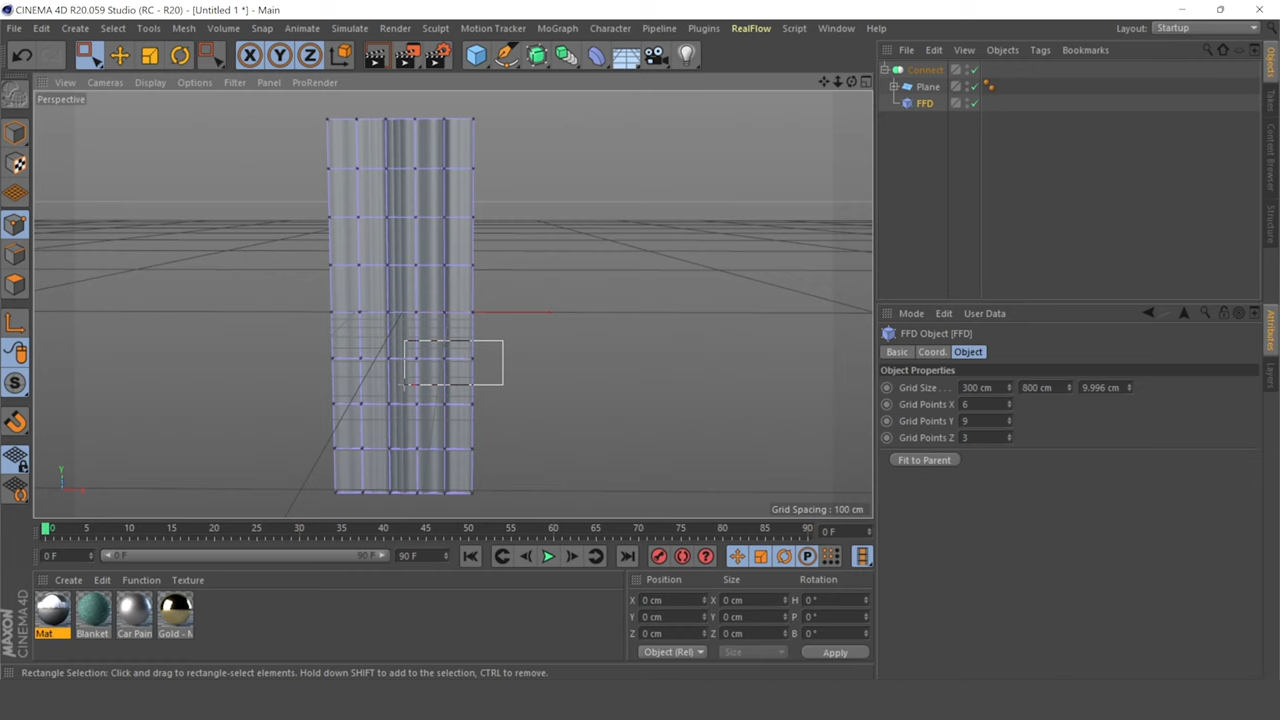 CINEMA 4D R20.059 Studio (RC - R20) - [Untitled 1 *] - Main
File Edit Create Select Tools Mesh Volume Snap Animate Simulate Render Sculpt Motion Tracker MoGraph Character Pipeline Plugins RealFlow Script Window Help Layout: Startup
X Y Z
File Edit View Objects Tags Bookmarks
View Cameras Display Options Filter Panel ProRender
Perspective
Connect
Plane
FFD
Objects
Takes
Content Browser
Structure
Mode Edit User Data
FFD Object [FFD]
Basic Coord. Object
Object Properties
Grid Size . . . 300 cm 800 cm 9.996 cm
Grid Points X 6
Grid Points Y 9
Grid Points Z 3
Fit to Parent
Attributes
Layers
S
Y
Grid Spacing : 100 cm
0 5 10 15 20 25 30 35 40 45 50 55 60 65 70 75 80 85 90 0 F
0 F 0 F 90 F 90 F
P
Create Edit Function Texture
Mat Blanket Car Pain Gold - M
Position Size Rotation
X 0 cm X 0 cm H 0 °
Y 0 cm Y 0 cm P 0 °
Z 0 cm Z 0 cm B 0 °
Object (Rel) Size Apply
MAXON
CINEMA 4D
Rectangle Selection: Click and drag to rectangle-select elements. Hold down SHIFT to add to the selection, CTRL to remove.